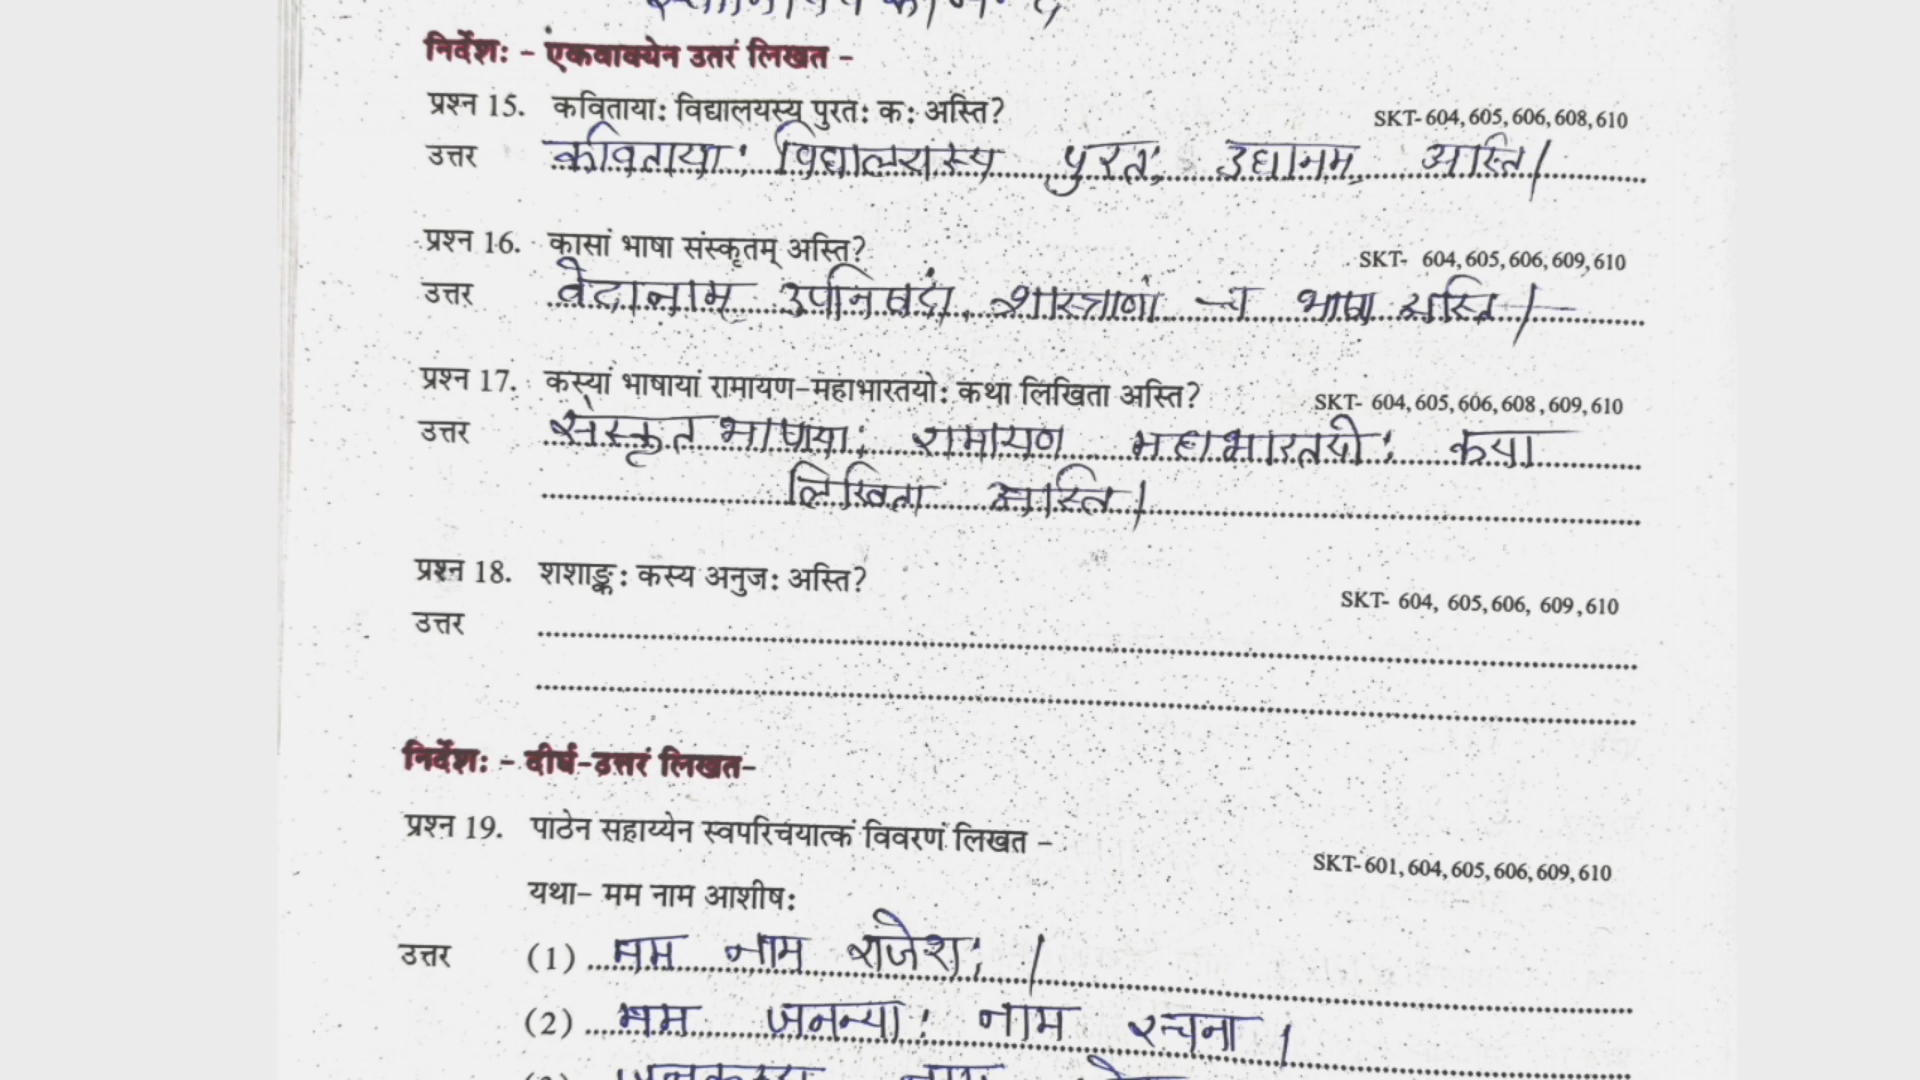 निर्देश: - एंकवाक्येन उतरं लिखत -
प्रश्न 15. कविताया: विद्यालयस्य पुरत: क: अस्ति? SKT- 604, 605, 606, 608, 610
उत्तर कविताया: विद्यालयास्य पुरत: उद्यानम् अस्ति।
प्रश्न 16. कासां भाषा संस्कृतम् अस्ति? SKT- 604, 605, 606, 609, 610
उत्तर वेदानाम् उपनिषदां शास्त्राणां च भाषा अस्ति।
प्रश्न 17. कस्यां भाषायां रामायण-महाभारतयो: कथा लिखिता अस्ति? SKT- 604, 605, 606, 608, 609, 610
उत्तर संस्कृत भाषाया: रामायण महाभारतयो: कथा
लिखिता अस्ति।
प्रश्न 18. शशाङ्क: कस्य अनुज: अस्ति? SKT- 604, 605, 606, 609, 610
उत्तर
निर्देश: - दीर्घ-उत्तरं लिखत-
प्रश्न 19. पाठेन सहाय्येन स्वपरिचयात्कं विवरणं लिखत -
SKT- 601, 604, 605, 606, 609, 610
यथा- मम नाम आशीष:
उत्तर (1) मम नाम राजेश: ।
(2) मम जनन्या: नाम रचना ।